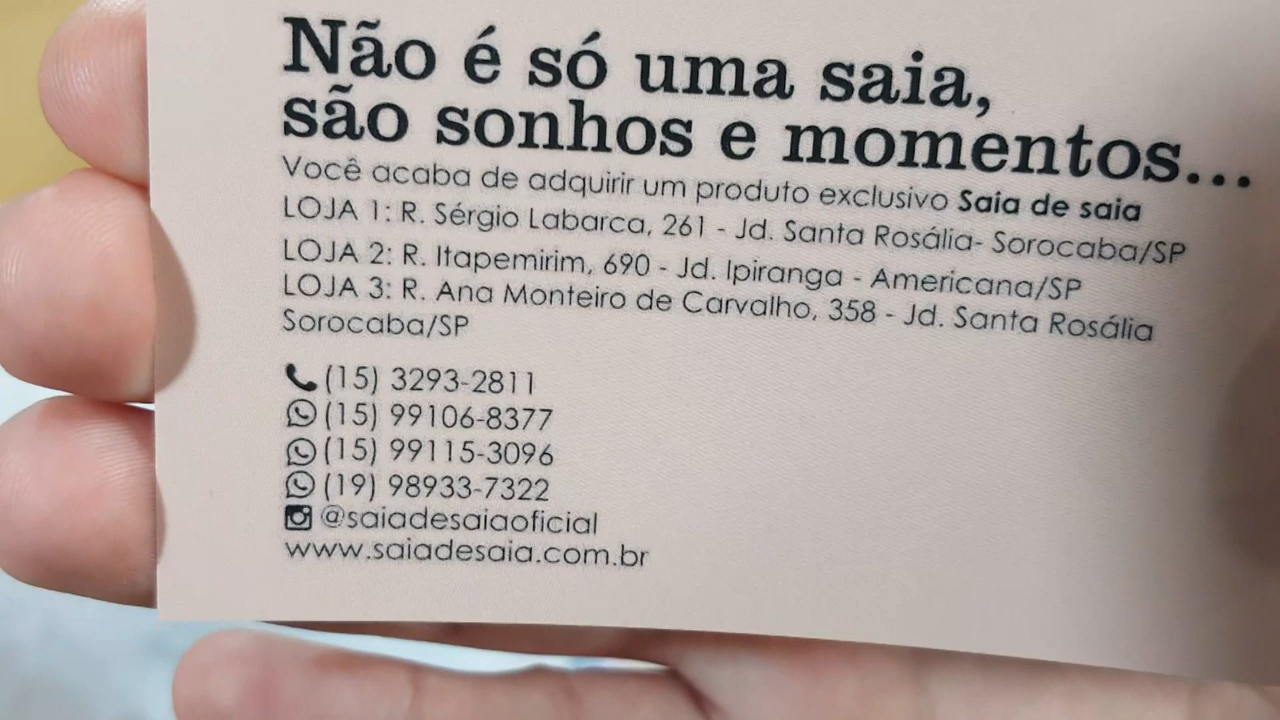 Não é só uma saia,
são sonhos e momentos...
Você acaba de adquirir um produto exclusivo Saia de saia
LOJA 1: R. Sérgio Labarca, 261 - Jd. Santa Rosália- Sorocaba/SP
LOJA 2: R. Itapemirim, 690 - Jd. Ipiranga - Americana/SP
LOJA 3: R. Ana Monteiro de Carvalho, 358 - Jd. Santa Rosália
Sorocaba/SP
(15) 3293-2811
(15) 99106-8377
(15) 99115-3096
(19) 98933-7322
@saiadesaiaoficial
www.saiadesaia.com.br